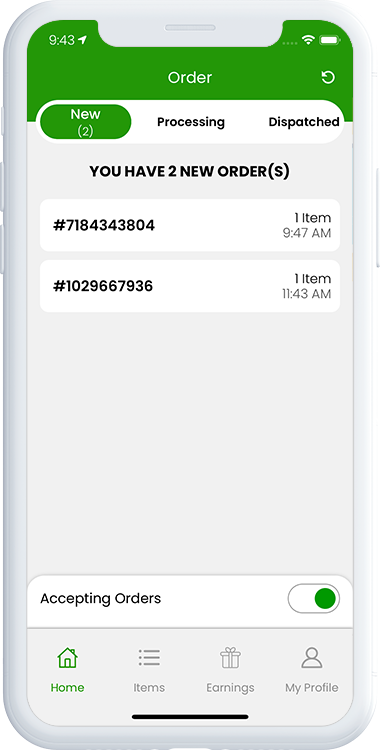 9:43
Order
New
(2)
Processing
Dispatched
YOU HAVE 2 NEW ORDER(S)
#7184343804
1 Item
9:47 AM
#1029667936
1 Item
11:43 AM
Accepting Orders
Home
Items
Earnings
My Profile